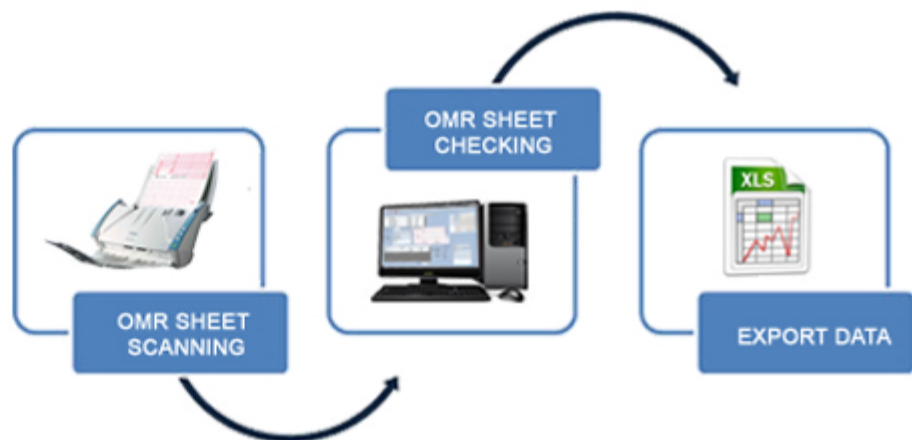 OMR SHEET
SCANNING
OMR SHEET
CHECKING
XLS
EXPORT DATA